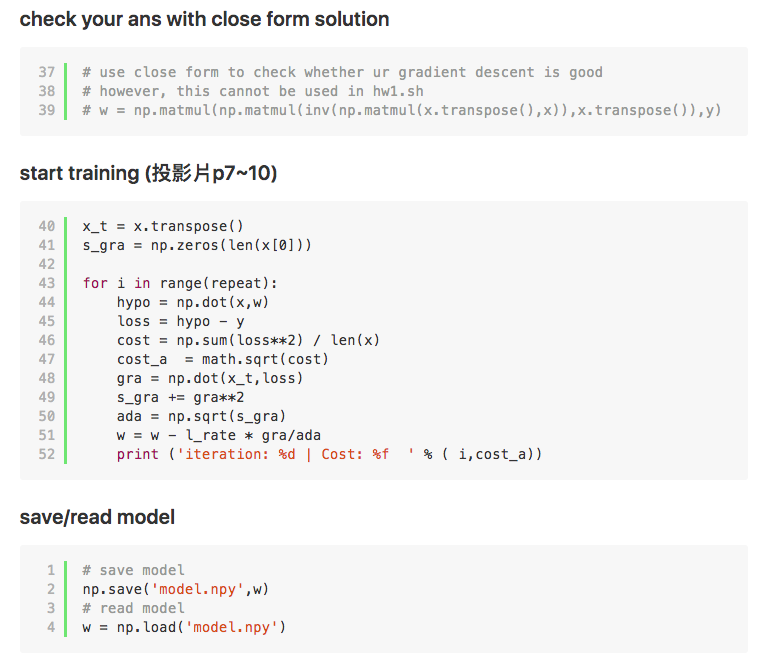 check your ans with close form solution
37 # use close form to check whether ur gradient descent is good
38 # however, this cannot be used in hw1.sh
39 # w = np.matmul(np.matmul(inv(np.matmul(x.transpose(),x)),x.transpose()),y)
start training (投影片p7~10)
40 x_t = x.transpose()
41 s_gra = np.zeros(len(x[0]))
42
43 for i in range(repeat):
44     hypo = np.dot(x,w)
45     loss = hypo - y
46     cost = np.sum(loss**2) / len(x)
47     cost_a  = math.sqrt(cost)
48     gra = np.dot(x_t,loss)
49     s_gra += gra**2
50     ada = np.sqrt(s_gra)
51     w = w - l_rate * gra/ada
52     print ('iteration: %d | Cost: %f  ' % ( i,cost_a))
save/read model
1 # save model
2 np.save('model.npy',w)
3 # read model
4 w = np.load('model.npy')